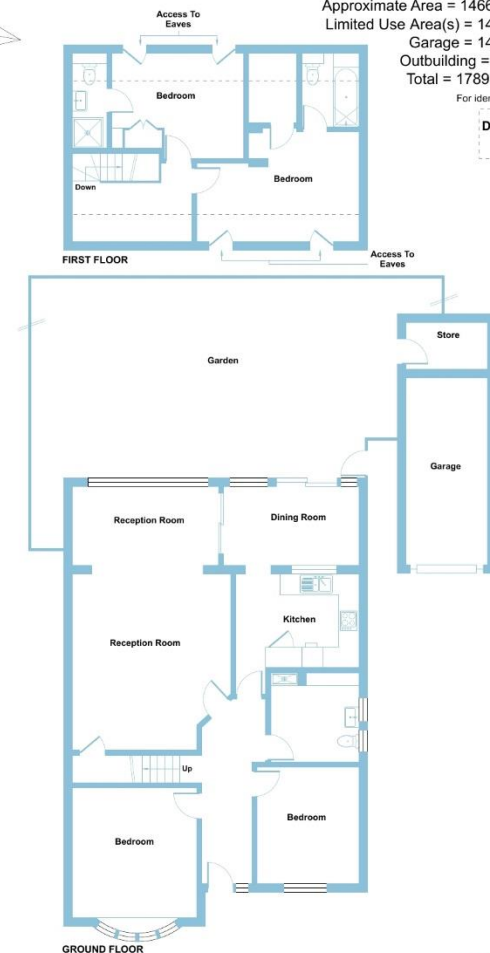 Approximate Area = 1466
Limited Use Area(s) = 14
Garage = 14
Outbuilding =
Total = 1789
For iden
D
Access To
Eaves
Bedroom
Bedroom
Down
FIRST FLOOR
Access To
Eaves
Garden
Store
Garage
Reception Room
Dining Room
Kitchen
Reception Room
Up
Bedroom
Bedroom
GROUND FLOOR